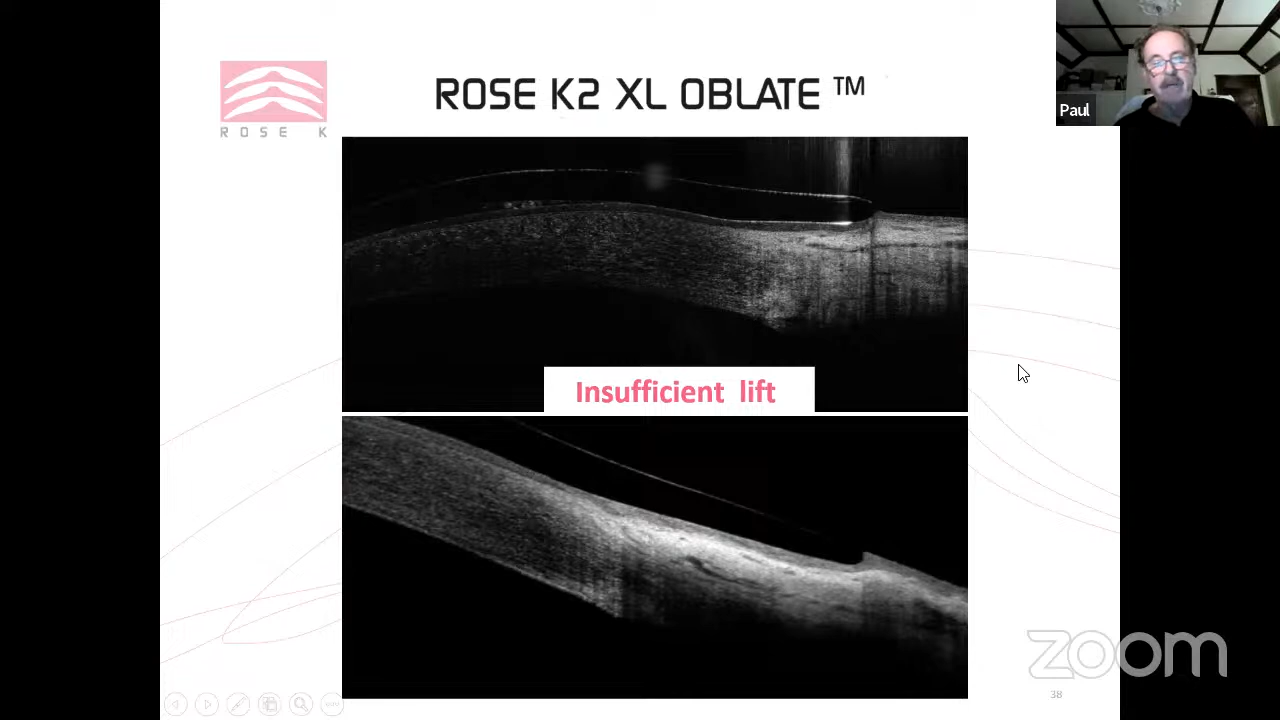 ROSE K2 XL OBLATE ™
ROSE K
Paul
Insufficient lift
zoom
38